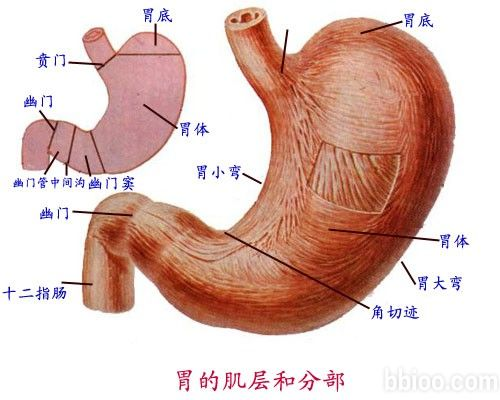 胃底
贲门
幽门
胃体
幽门管
中间沟
幽门窦
胃底
胃小弯
幽门
胃体
胃大弯
十二指肠
角切迹
胃的肌层和分部
bbioo.com